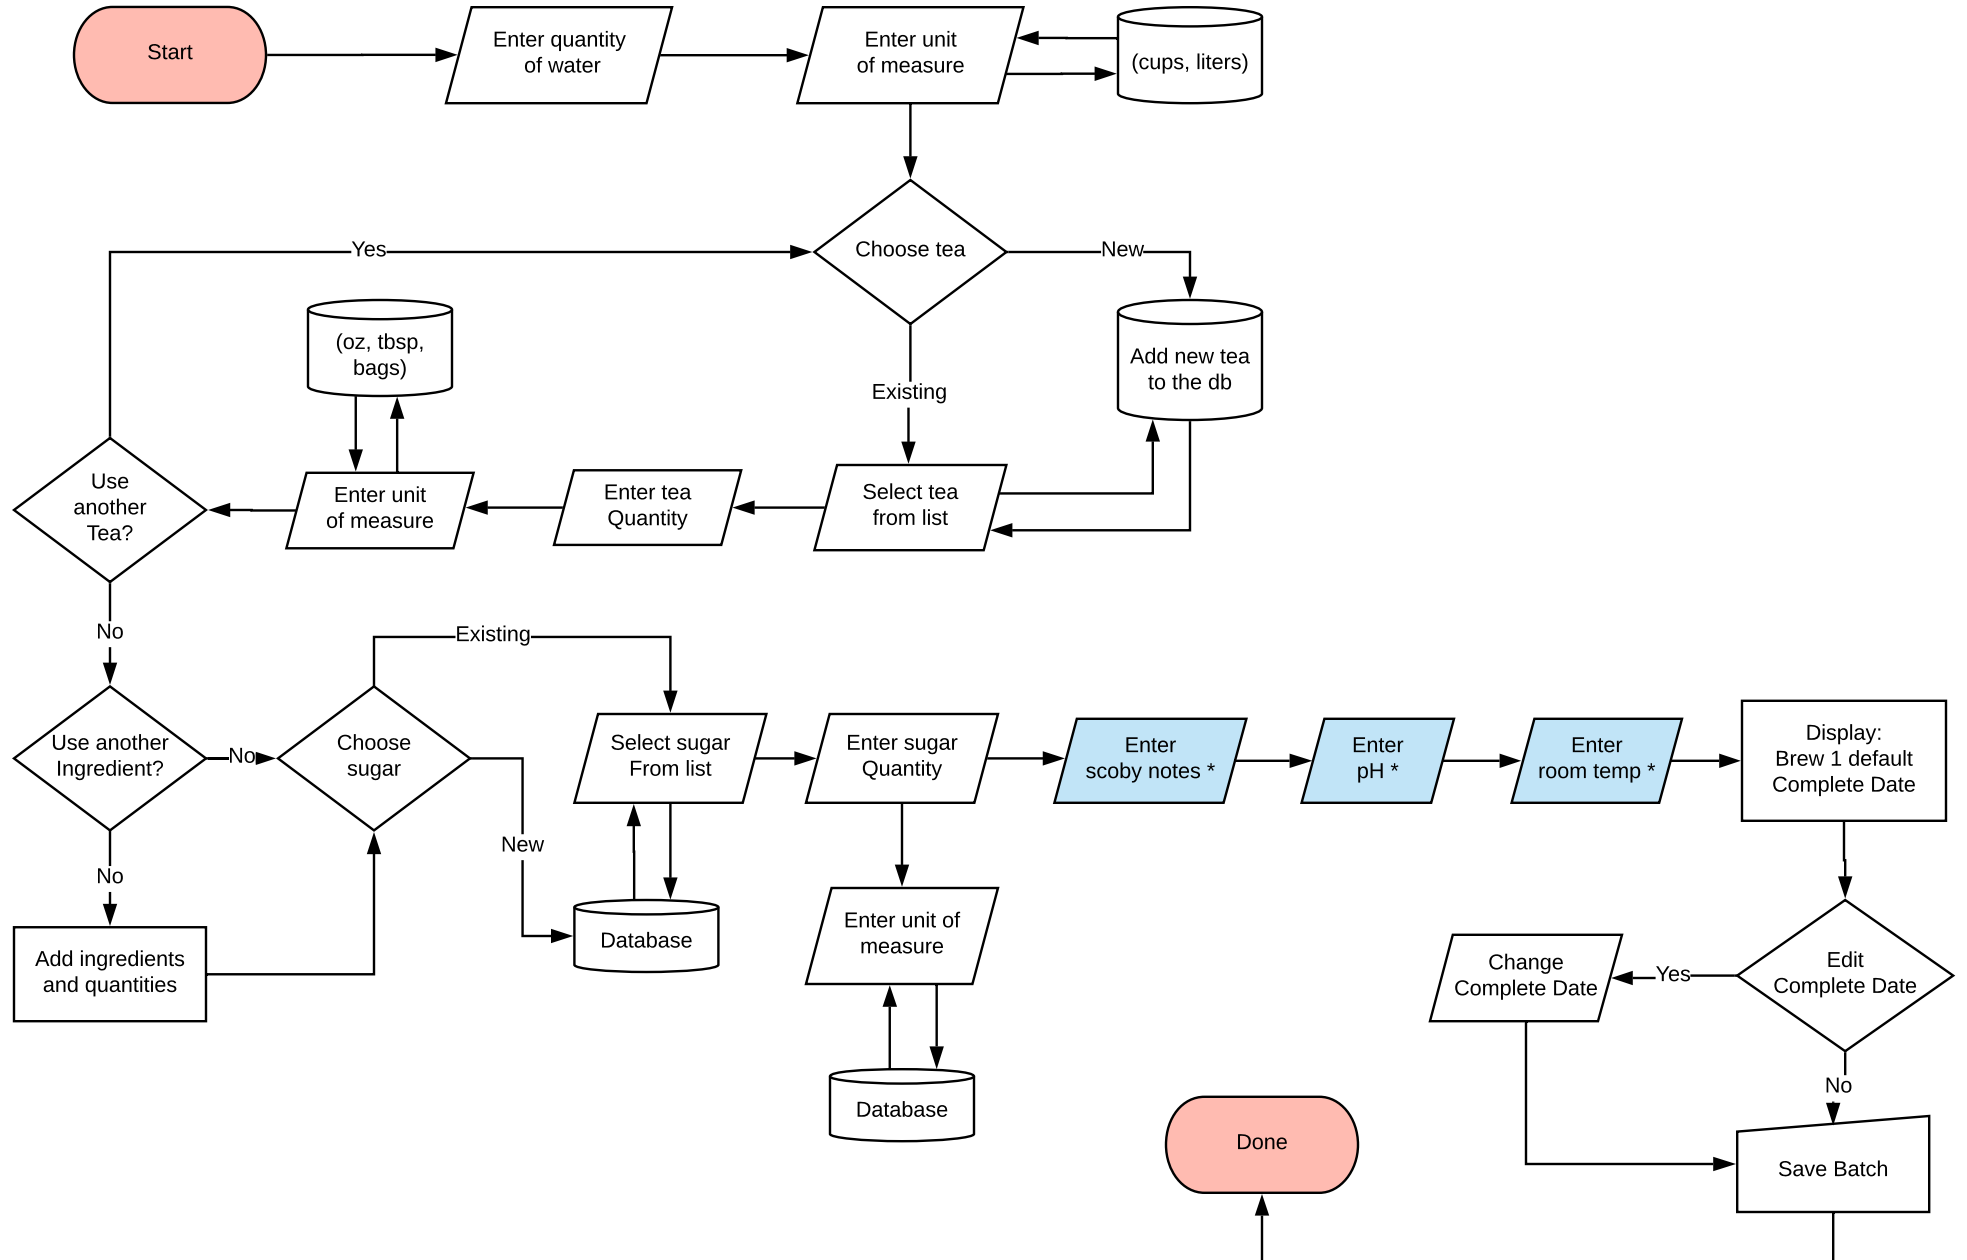 Start
Enter quantity
of water
Enter unit
of measure
(cups, liters)
Yes
Choose tea
New
(oz, tbsp,
bags)
Add new tea
to the db
Existing
Use
another
Tea?
Enter unit
of measure
Enter tea
Quantity
Select tea
from list
No
Existing
Use another
Ingredient?
No
Choose
sugar
Select sugar
From list
Enter sugar
Quantity
Enter
scoby notes *
Enter
pH *
Enter
room temp *
Display:
Brew 1 default
Complete Date
New
No
Add ingredients
and quantities
Database
Enter unit of
measure
Change
Complete Date
Yes
Edit
Complete Date
No
Database
Done
Save Batch